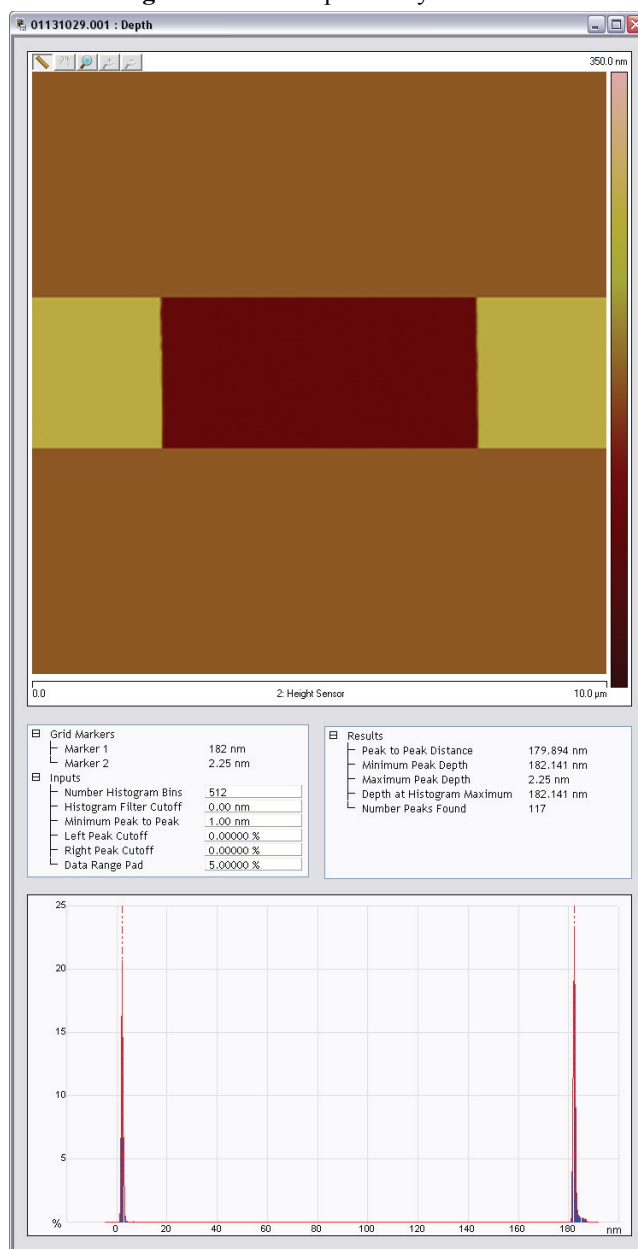 01131029.001 : Depth
350.0 nm
0.0 2: Height Sensor 10.0 µm
Grid Markers
Marker 1 182 nm
Marker 2 2.25 nm
Inputs
Number Histogram Bins 512
Histogram Filter Cutoff 0.00 nm
Minimum Peak to Peak 1.00 nm
Left Peak Cutoff 0.00000 %
Right Peak Cutoff 0.00000 %
Data Range Pad 5.00000 %
Results
Peak to Peak Distance 179.894 nm
Minimum Peak Depth 182.141 nm
Maximum Peak Depth 2.25 nm
Depth at Histogram Maximum 182.141 nm
Number Peaks Found 117
25
20
15
10
5
%
0 20 40 60 80 100 120 140 160 180 nm